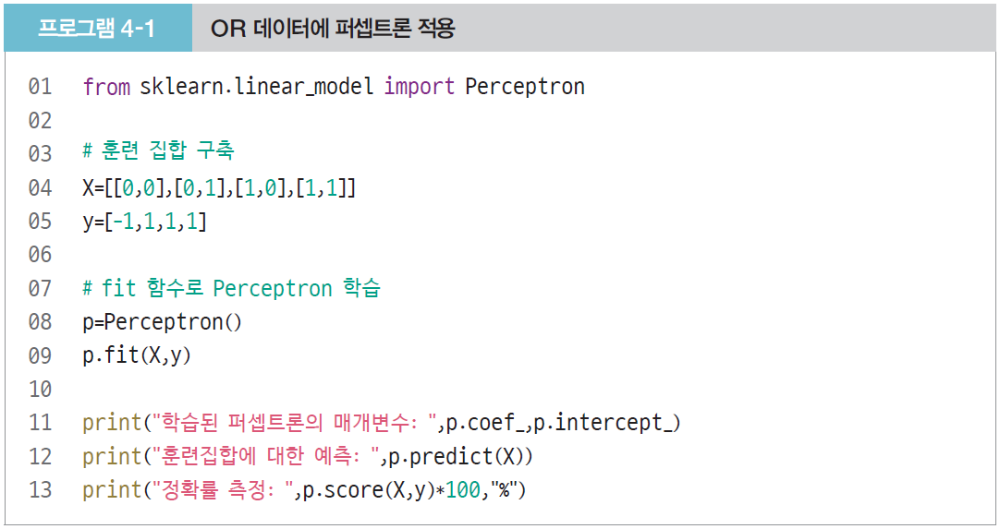 프로그램 4-1 OR 데이터에 퍼셉트론 적용
01 from sklearn.linear_model import Perceptron
02
03 # 훈련 집합 구축
04 X=[[0,0],[0,1],[1,0],[1,1]]
05 y=[-1,1,1,1]
06
07 # fit 함수로 Perceptron 학습
08 p=Perceptron()
09 p.fit(X,y)
10
11 print("학습된 퍼셉트론의 매개변수: ",p.coef_,p.intercept_)
12 print("훈련집합에 대한 예측: ",p.predict(X))
13 print("정확률 측정: ",p.score(X,y)*100,"%")